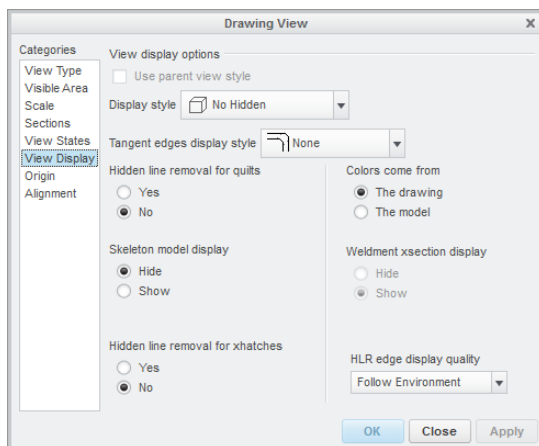 Drawing View
Categories
View Type
Visible Area
Scale
Sections
View States
View Display
Origin
Alignment
View display options
Use parent view style
Display style No Hidden
Tangent edges display style None
Hidden line removal for quilts
Yes
No
Colors come from
The drawing
The model
Skeleton model display
Hide
Show
Weldment xsection display
Hide
Show
Hidden line removal for xhatches
Yes
No
HLR edge display quality
Follow Environment
OK Close Apply